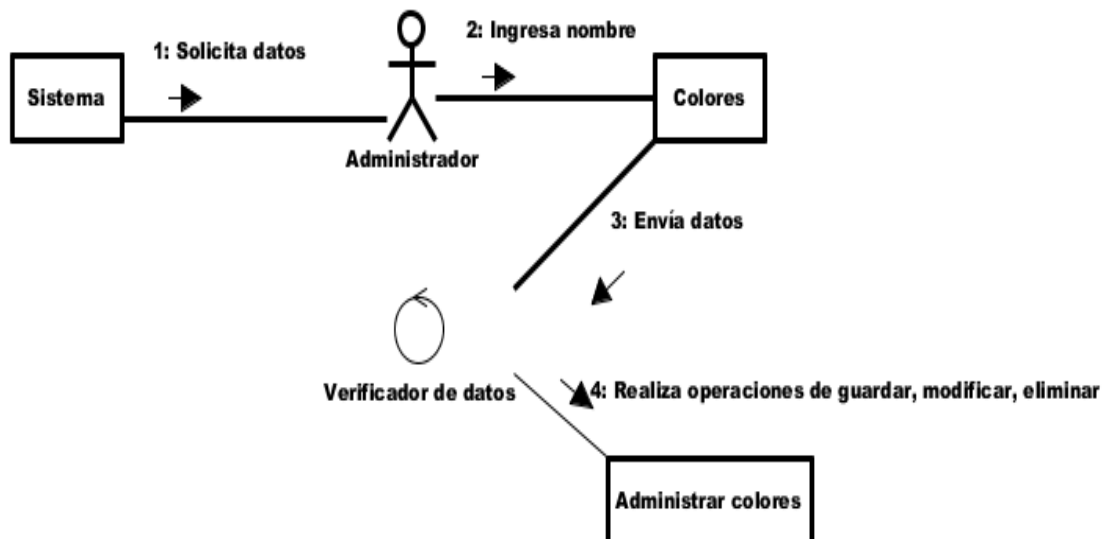 1: Solicita datos
2: Ingresa nombre
Sistema
Colores
Administrador
3: Envía datos
Verificador de datos
4: Realiza operaciones de guardar, modificar, eliminar
Administrar colores